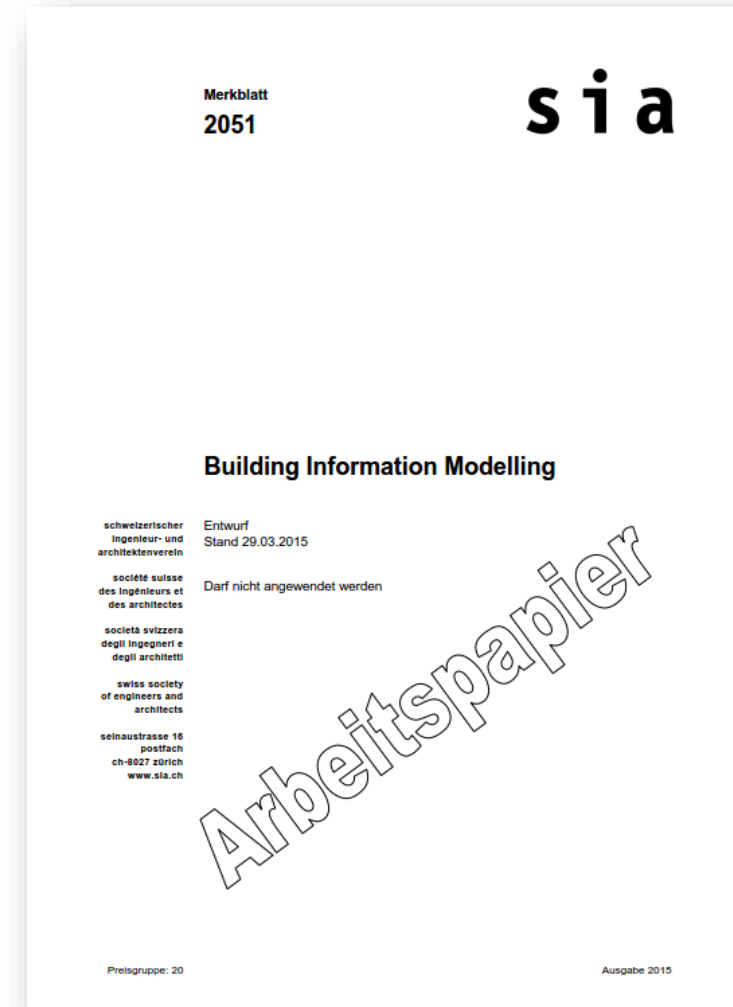 Merkblatt
2051
sia
Building Information Modelling
schweizerischer
ingenieur- und
architektenverein
société suisse
des ingénieurs et
des architectes
società svizzera
degli ingegneri e
degli architetti
swiss society
of engineers and
architects
selnaustrasse 16
postfach
ch-8027 zürich
www.sia.ch
Entwurf
Stand 29.03.2015
Darf nicht angewendet werden
Arbeitspapier
Preisgruppe: 20
Ausgabe 2015